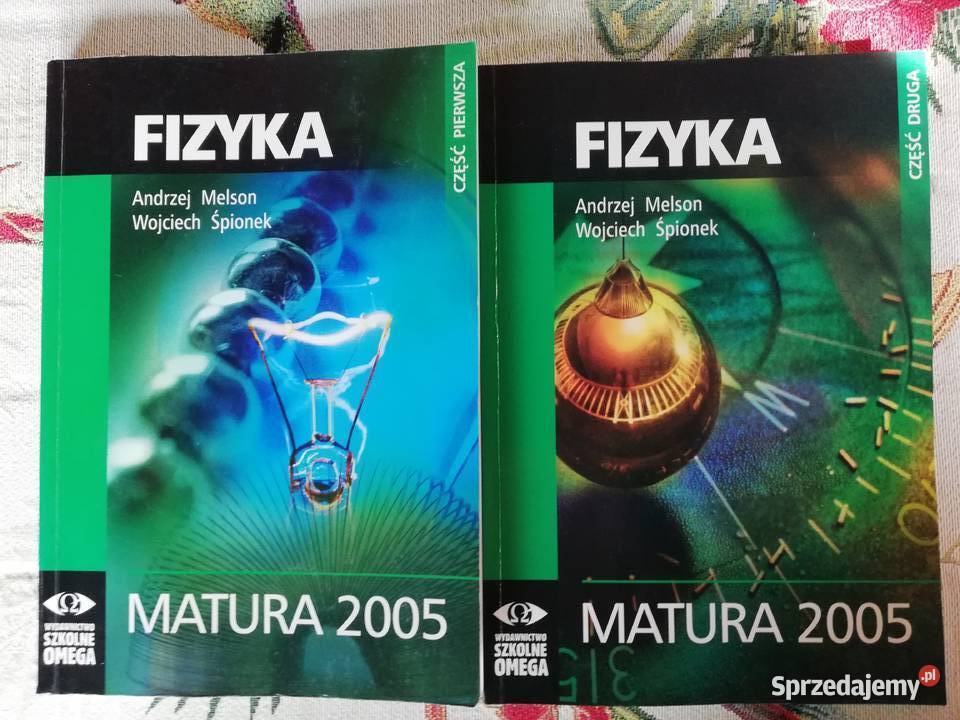 CZĘŚĆ PIERWSZA
FIZYKA
Andrzej Melson
Wojciech Śpionek
MATURA 2005
WYDAWNICTWO
SZKOLNE
OMEGA
CZĘŚĆ DRUGA
FIZYKA
Andrzej Melson
Wojciech Śpionek
W
315
MATURA 2005
WYDAWNICTWO
SZKOLNE
OMEGA
Sprzedajemy.pl